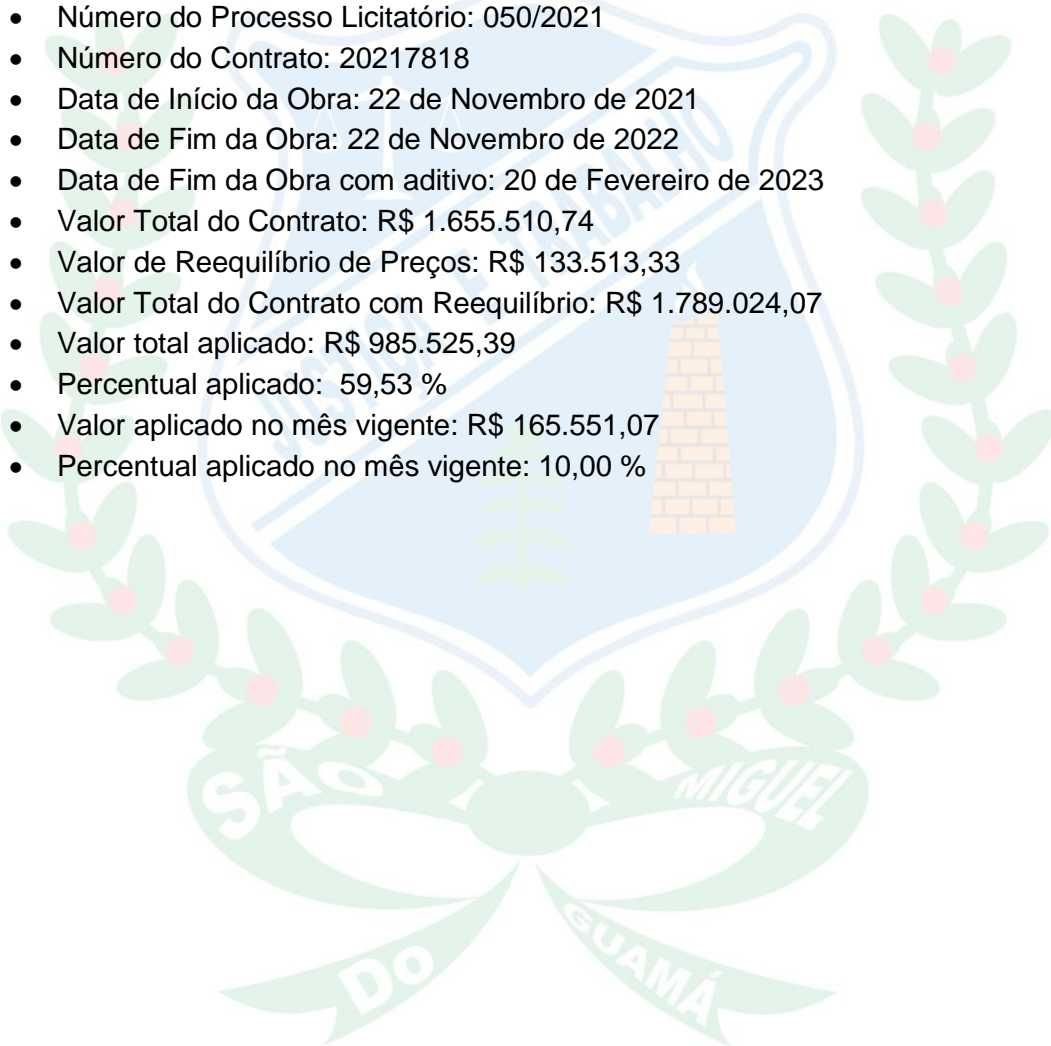 • Número do Processo Licitatório: 050/2021
• Número do Contrato: 20217818
• Data de Início da Obra: 22 de Novembro de 2021
• Data de Fim da Obra: 22 de Novembro de 2022
• Data de Fim da Obra com aditivo: 20 de Fevereiro de 2023
• Valor Total do Contrato: R$ 1.655.510,74
• Valor de Reequilíbrio de Preços: R$ 133.513,33
• Valor Total do Contrato com Reequilíbrio: R$ 1.789.024,07
• Valor total aplicado: R$ 985.525,39
• Percentual aplicado: 59,53 %
• Valor aplicado no mês vigente: R$ 165.551,07
• Percentual aplicado no mês vigente: 10,00 %
JUSTIÇA E TRABALHO
SÃO MIGUEL
DO GUAMÁ